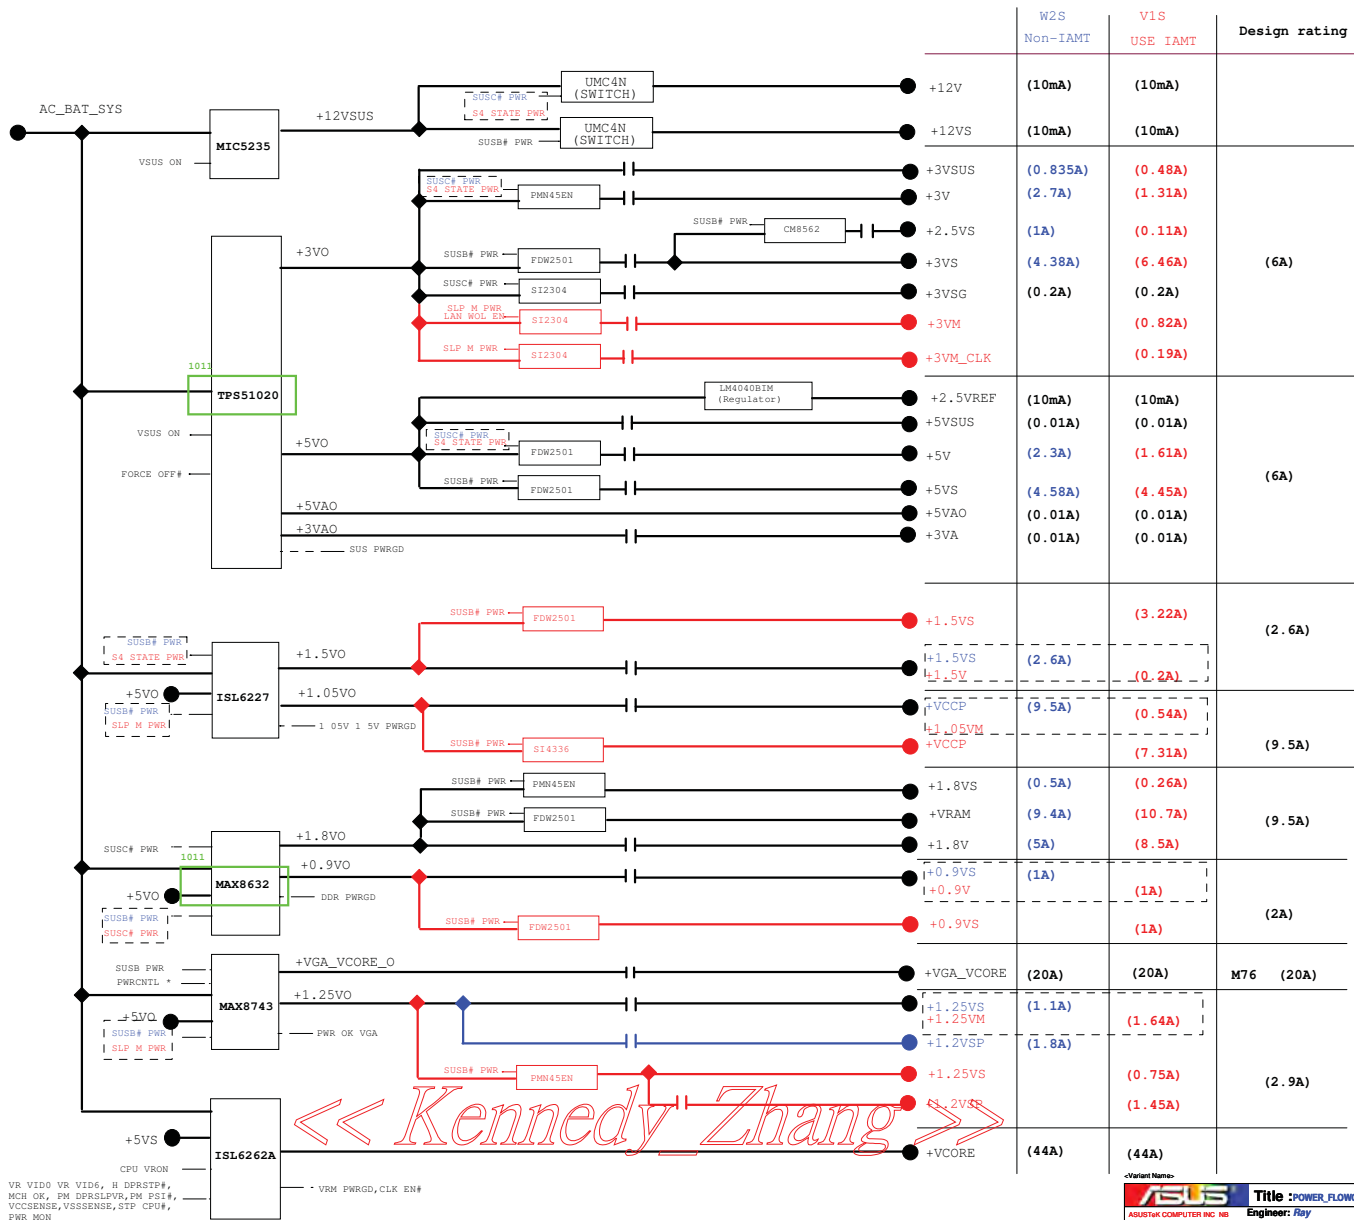 W2S V1S
Non-IAMT USE IAMT Design rating
AC_BAT_SYS
MIC5235
VSUS ON
+12VSUS
SUSC# PWR
S4 STATE PWR
UMC4N
(SWITCH)
+12V (10mA) (10mA)
SUSB# PWR
UMC4N
(SWITCH)
+12VS (10mA) (10mA)
+3VSUS (0.835A) (0.48A)
SUSC# PWR
S4 STATE PWR
PMN45EN
+3V (2.7A) (1.31A)
SUSB# PWR
CM8562
+2.5VS (1A) (0.11A)
+3VO
SUSB# PWR
FDW2501
+3VS (4.38A) (6.46A) (6A)
SUSC# PWR
SI2304
+3VSG (0.2A) (0.2A)
SLP M PWR
LAN WOL EN
SI2304
+3VM (0.82A)
SLP M PWR
SI2304
+3VM_CLK (0.19A)
1011
TPS51020
VSUS ON
FORCE OFF#
LM4040BIM
(Regulator)
+2.5VREF (10mA) (10mA)
+5VSUS (0.01A) (0.01A)
+5VO
SUSC# PWR
S4 STATE PWR
FDW2501
+5V (2.3A) (1.61A)
(6A)
SUSB# PWR
FDW2501
+5VS (4.58A) (4.45A)
+5VAO
+5VAO (0.01A) (0.01A)
+3VAO
+3VA (0.01A) (0.01A)
SUS PWRGD
SUSB# PWR
FDW2501
+1.5VS (3.22A)
(2.6A)
SUSB# PWR
S4 STATE PWR
+1.5VO
+1.5VS (2.6A)
+1.5V (0.2A)
+5VO
ISL6227
+1.05VO
SUSB# PWR
SLP M PWR
1 05V 1 5V PWRGD
+VCCP (9.5A) (0.54A)
+1.05VM
SUSB# PWR
SI4336
+VCCP (7.31A)
(9.5A)
SUSB# PWR
PMN45EN
+1.8VS (0.5A) (0.26A)
SUSB# PWR
FDW2501
+VRAM (9.4A) (10.7A) (9.5A)
+1.8VO
+1.8V (5A) (8.5A)
SUSC# PWR
1011
MAX8632
+0.9VO
+5VO
DDR PWRGD
SUSB# PWR
SUSC# PWR
+0.9VS (1A)
+0.9V (1A)
(2A)
SUSB# PWR
FDW2501
+0.9VS (1A)
SUSB PWR
PWRCNTL *
+VGA_VCORE_O
+VGA_VCORE (20A) (20A) M76 (20A)
MAX8743
+1.25VO
+5VO
SUSB# PWR
SLP M PWR
PWR OK VGA
+1.25VS (1.1A)
+1.25VM (1.64A)
+1.2VSP (1.8A)
SUSB# PWR
PMN45EN
+1.25VS (0.75A)
(2.9A)
+1.2VSP (1.45A)
<< Kennedy_Zhang >>
+5VS
ISL6262A
+VCORE (44A) (44A)
CPU VRON
VR VID0 VR VID6, H DPRSTP#,
MCH OK, PM DPRSLPVR,PM PSI#,
VCCSENSE,VSSSENSE,STP CPU#,
PWR MON
VRM PWRGD,CLK EN#
<Variant Name>
ASUS
Title :POWER_FLOWC
ASUSTeK COMPUTER INC NB
Engineer: Ray